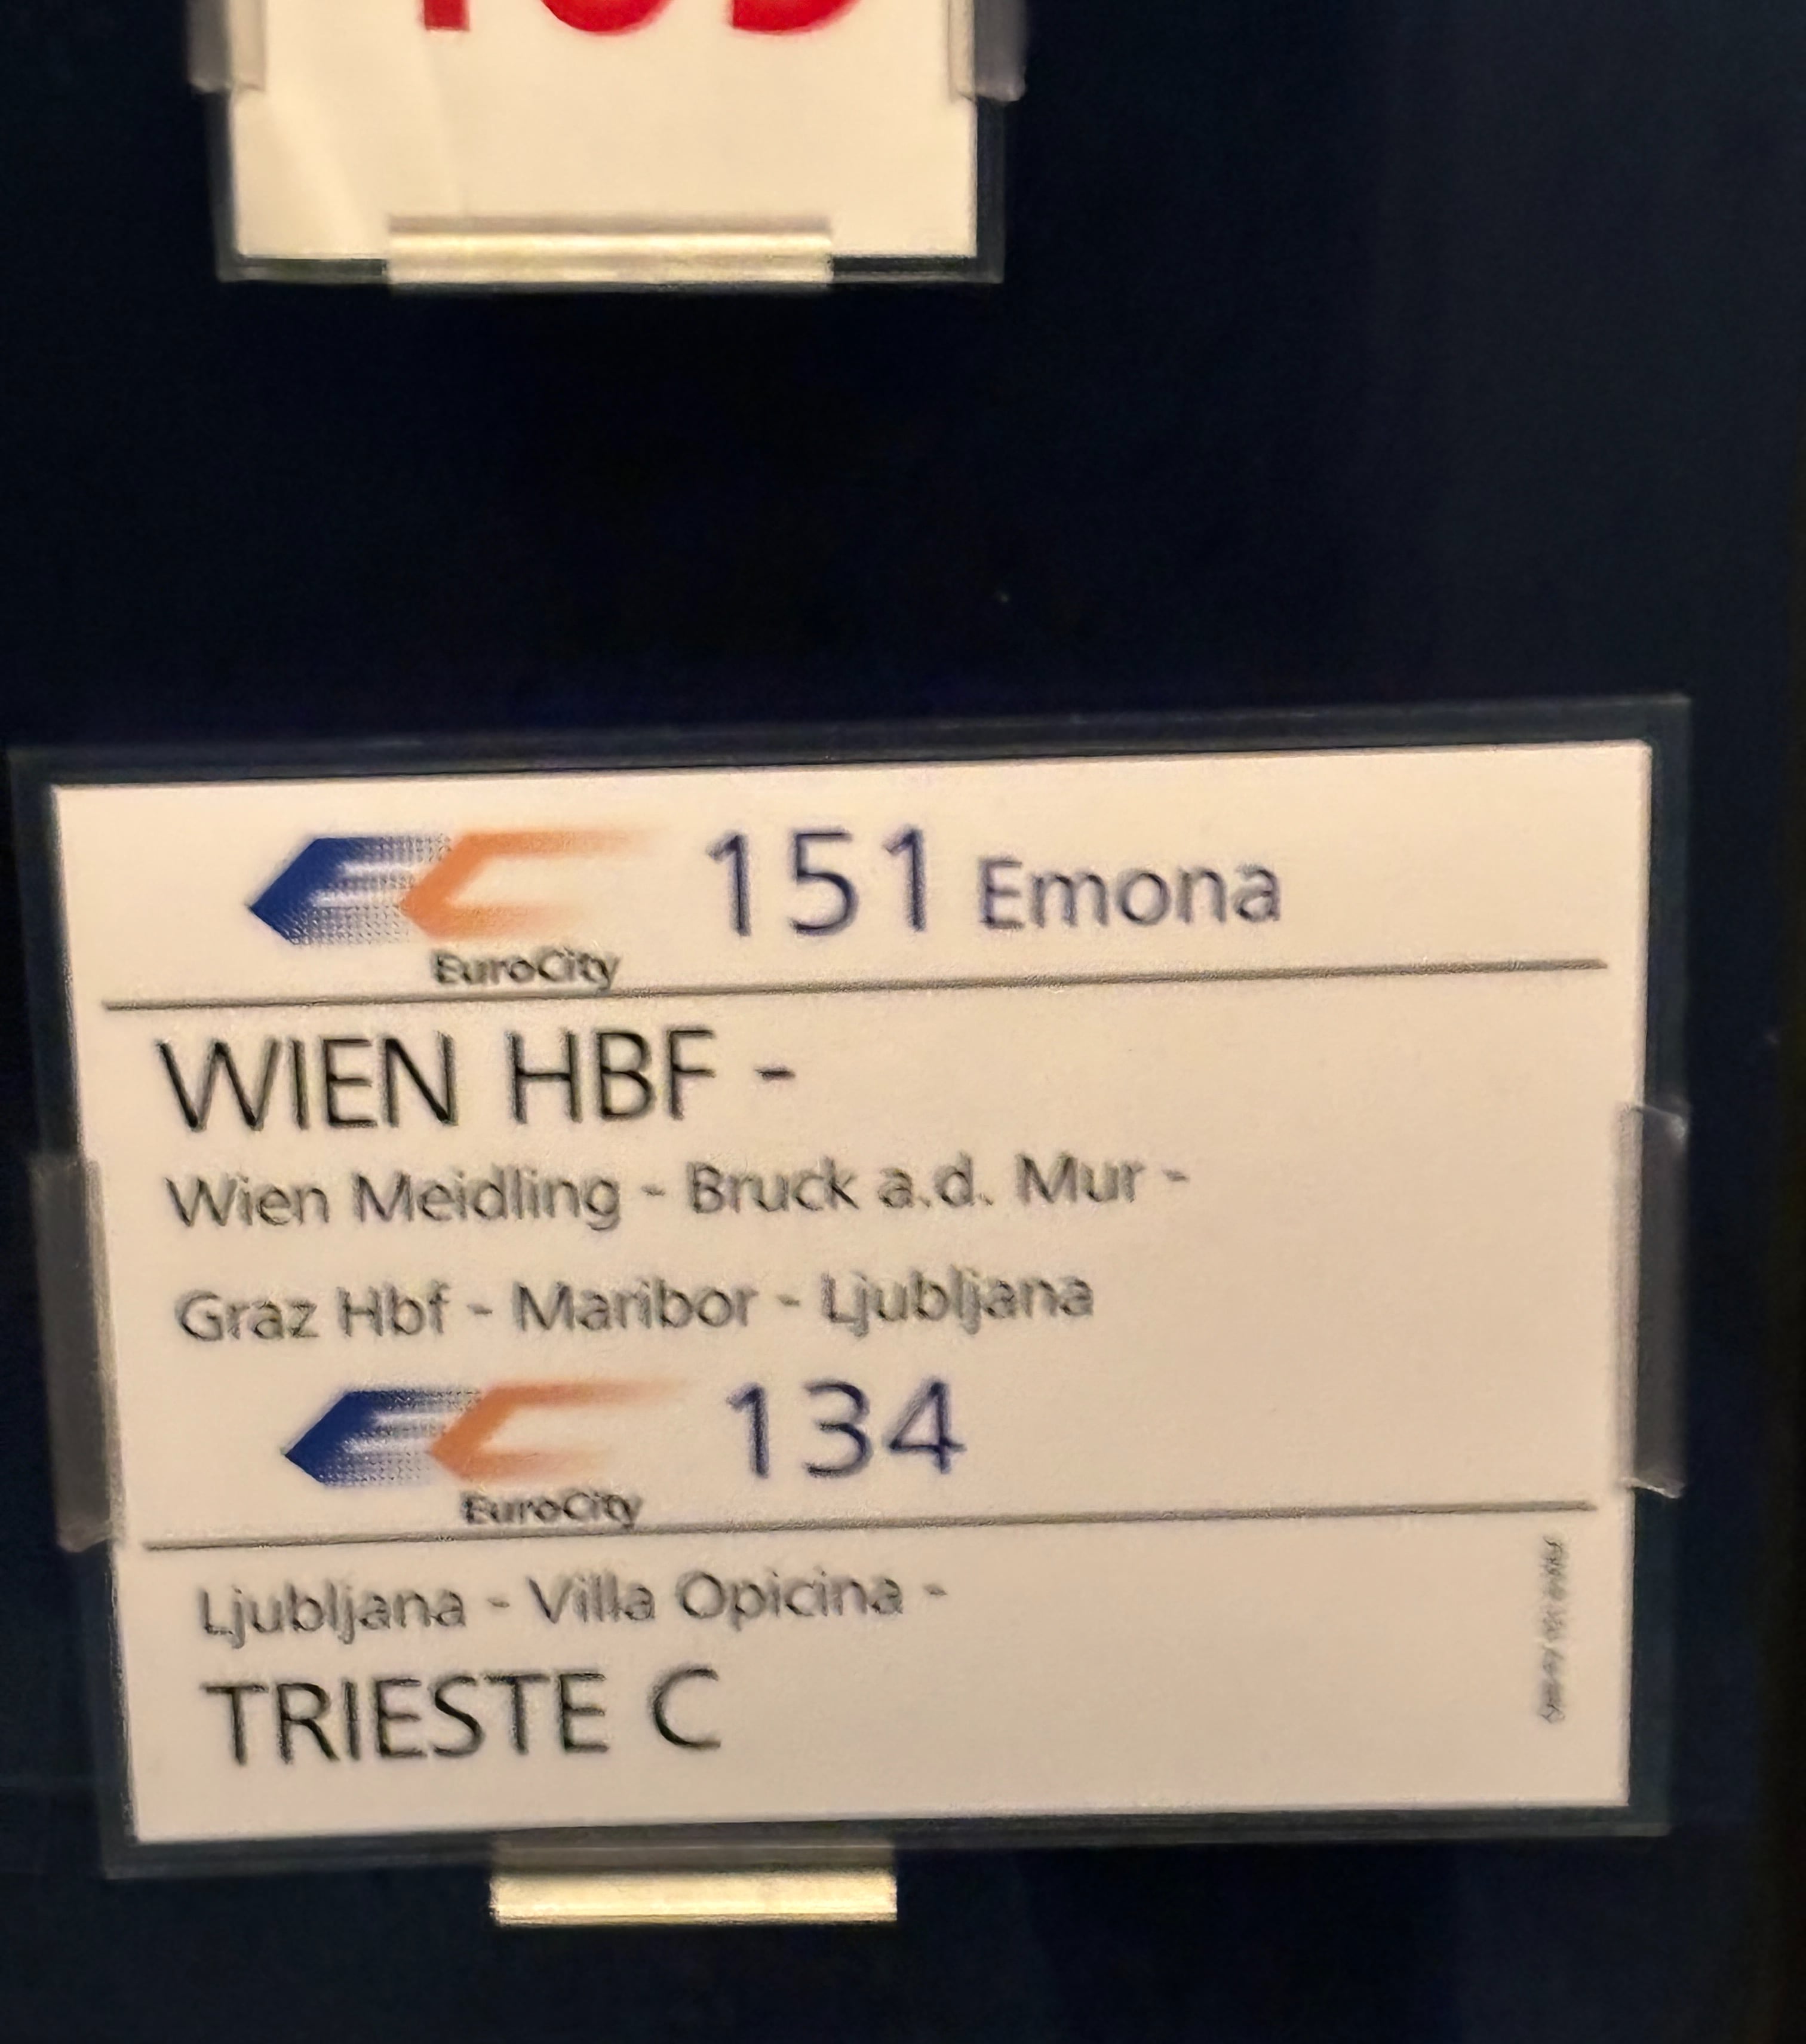 151 Emona
EuroCity
WIEN HBF -
Wien Meidling - Bruck a.d. Mur -
Graz Hbf - Maribor - Ljubljana
134
EuroCity
Ljubljana - Villa Opicina -
TRIESTE C